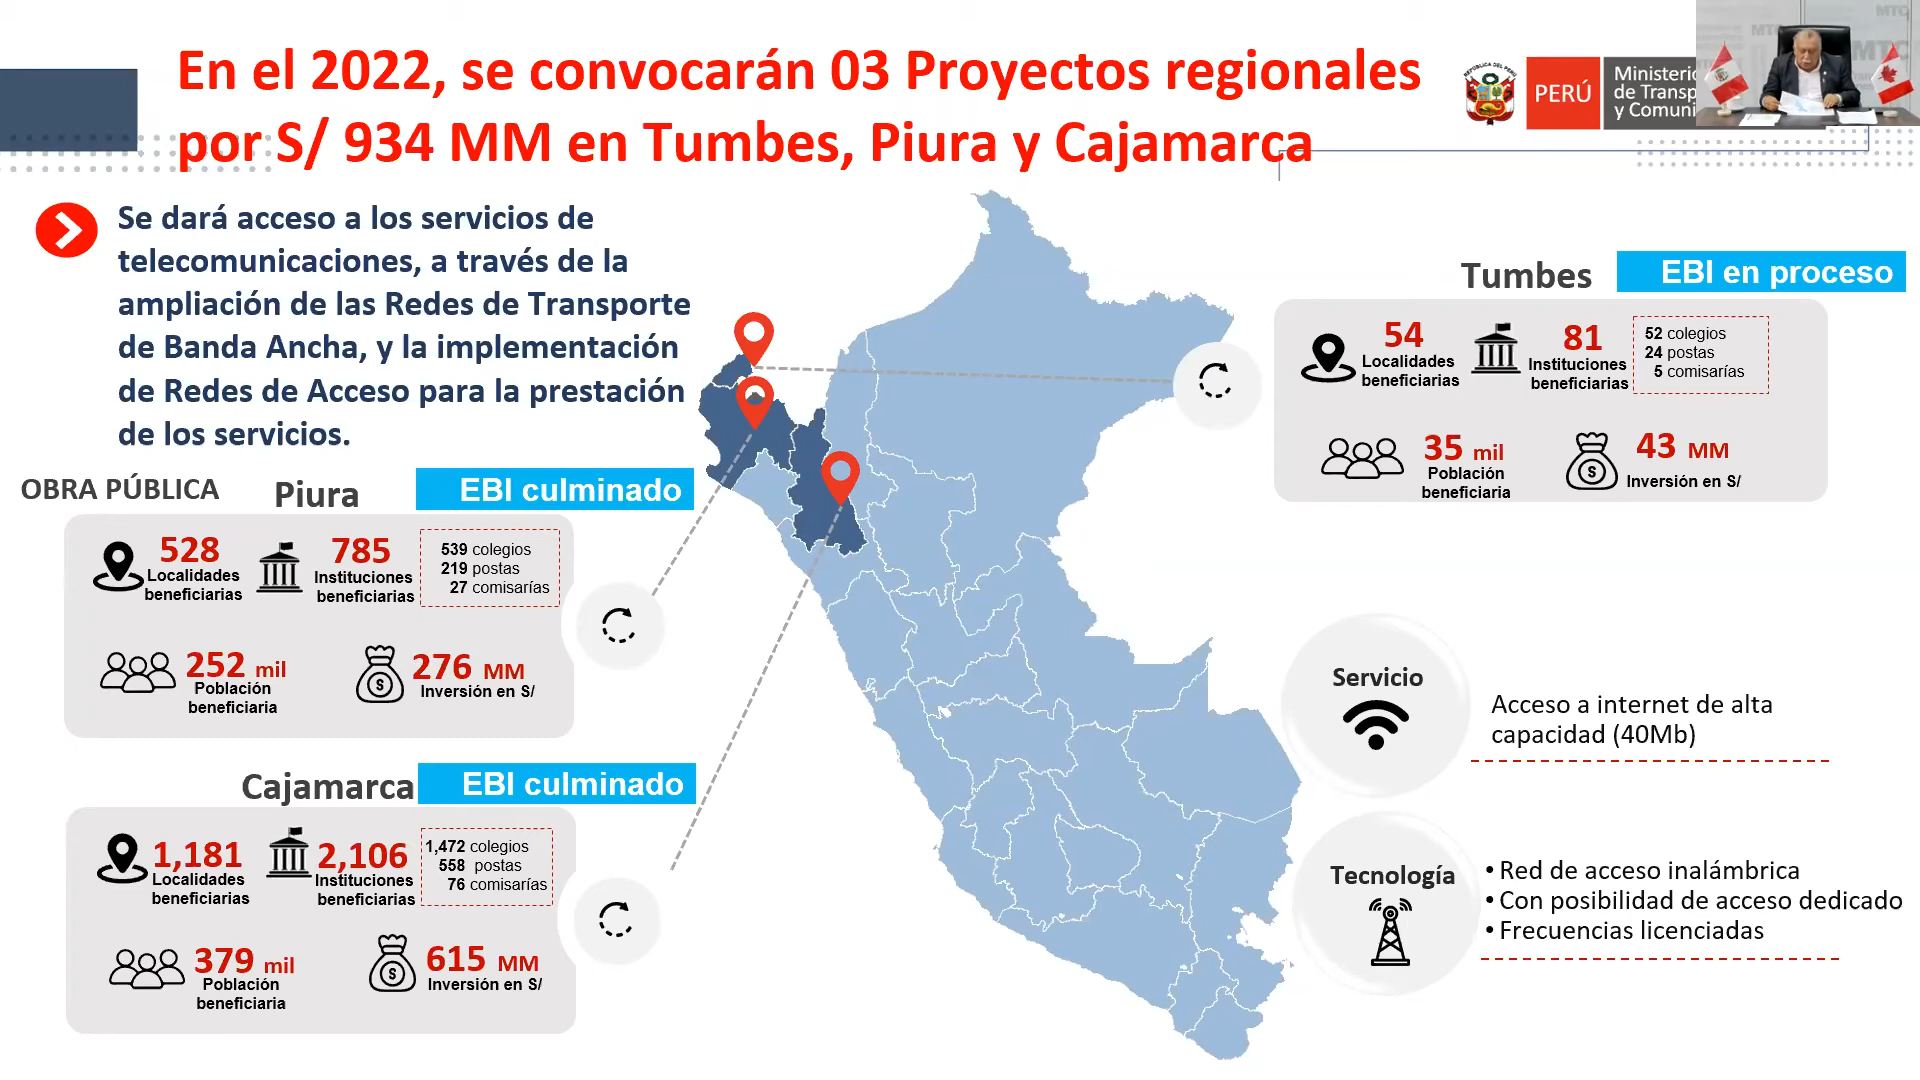 En el 2022, se convocarán 03 Proyectos regionales
por S/ 934 MM en Tumbes, Piura y Cajamarca
PERÚ
Ministerio
de Transp
y Comuni
MTC
MTC
Se dará acceso a los servicios de
telecomunicaciones, a través de la
ampliación de las Redes de Transporte
de Banda Ancha, y la implementación
de Redes de Acceso para la prestación
de los servicios.
Tumbes
EBI en proceso
54
Localidades
beneficiarias
81
Instituciones
beneficiarias
52 colegios
24 postas
5 comisarías
35 mil
Población
beneficiaria
43 MM
Inversión en S/
OBRA PÚBLICA
Piura
EBI culminado
528
Localidades
beneficiarias
785
Instituciones
beneficiarias
539 colegios
219 postas
27 comisarías
252 mil
Población
beneficiaria
276 MM
Inversión en S/
Cajamarca
EBI culminado
1,181
Localidades
beneficiarias
2,106
Instituciones
beneficiarias
1,472 colegios
558 postas
76 comisarías
379 mil
Población
beneficiaria
615 MM
Inversión en S/
Servicio
Acceso a internet de alta
capacidad (40Mb)
Tecnología
• Red de acceso inalámbrica
• Con posibilidad de acceso dedicado
• Frecuencias licenciadas